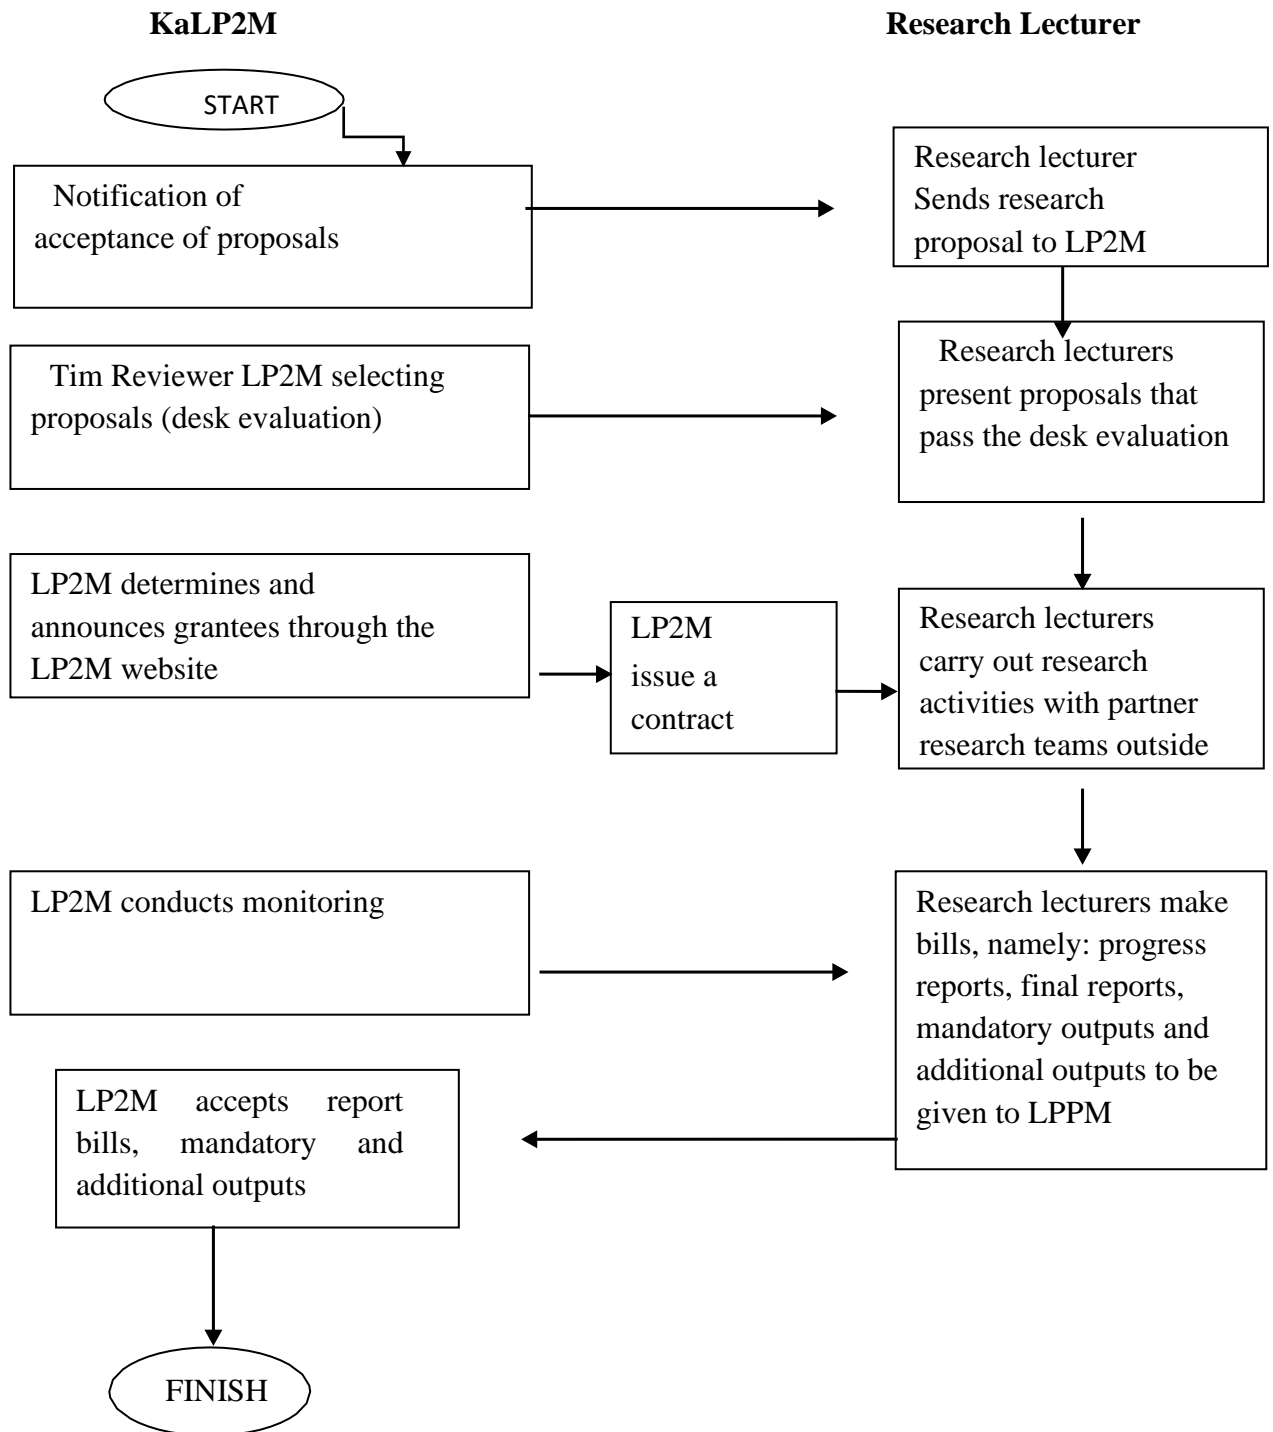 KaLP2M
Research Lecturer
START
Notification of
acceptance of proposals
Research lecturer
Sends research
proposal to LP2M
Tim Reviewer LP2M selecting
proposals (desk evaluation)
Research lecturers
present proposals that
pass the desk evaluation
LP2M determines and
announces grantees through the
LP2M website
LP2M
issue a
contract
Research lecturers
carry out research
activities with partner
research teams outside
LP2M conducts monitoring
Research lecturers make
bills, namely: progress
reports, final reports,
mandatory outputs and
additional outputs to be
given to LPPM
LP2M accepts report
bills, mandatory and
additional outputs
FINISH